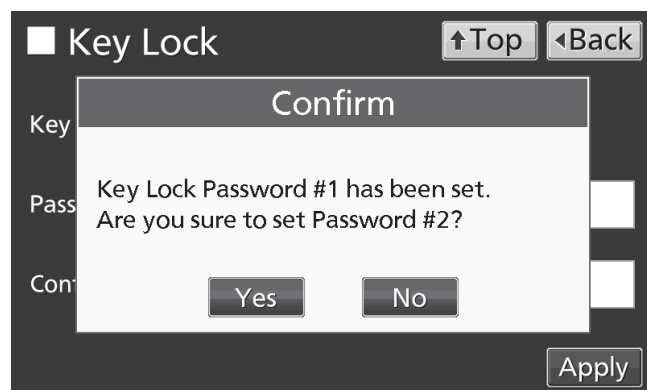 Key Lock
↑Top
◂Back
Confirm
Key
Key Lock Password #1 has been set.
Pass
Are you sure to set Password #2?
Yes
No
Apply